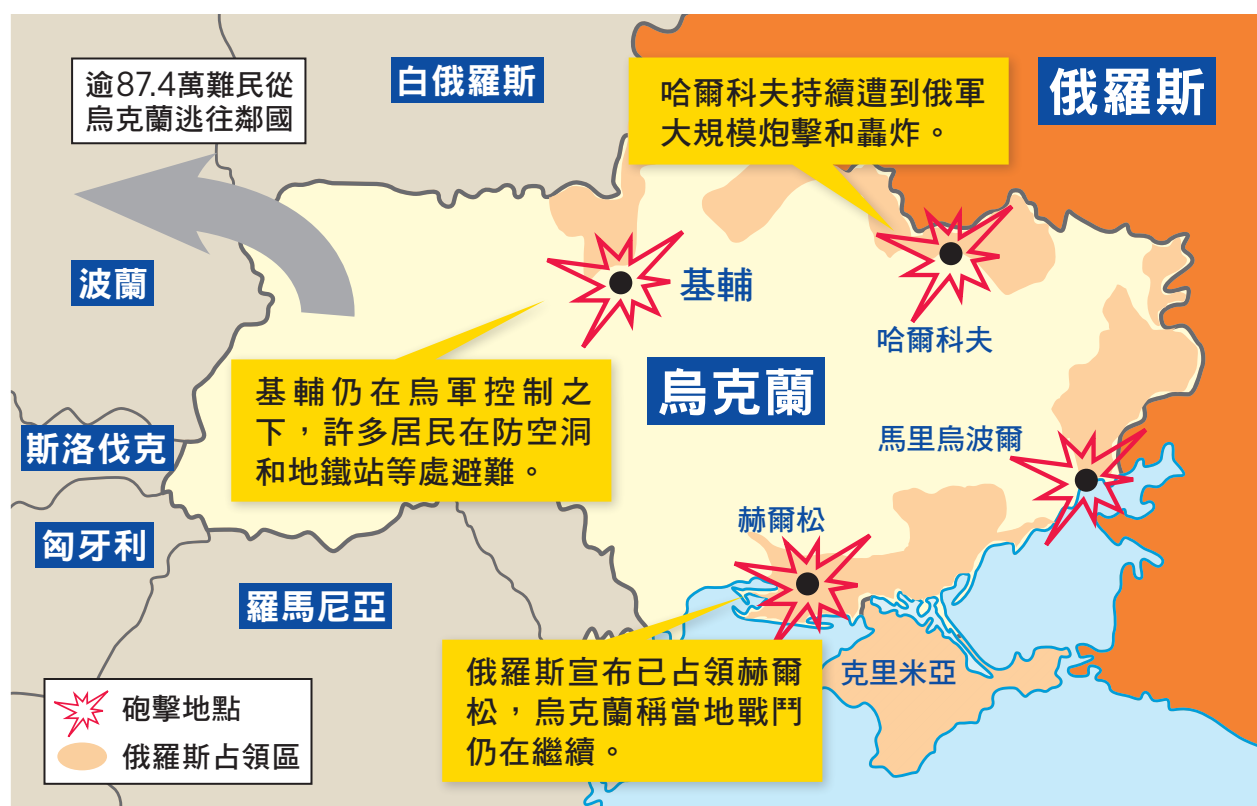 逾87.4萬難民從
烏克蘭逃往鄰國
白俄羅斯
哈爾科夫持續遭到俄軍
大規模炮擊和轟炸。
俄羅斯
波蘭
基輔
哈爾科夫
基輔仍在烏軍控制之
下，許多居民在防空洞
和地鐵站等處避難。
烏克蘭
斯洛伐克
馬里烏波爾
匈牙利
赫爾松
羅馬尼亞
俄羅斯宣布已占領赫爾
松，烏克蘭稱當地戰鬥
仍在繼續。
克里米亞
砲擊地點
俄羅斯占領區